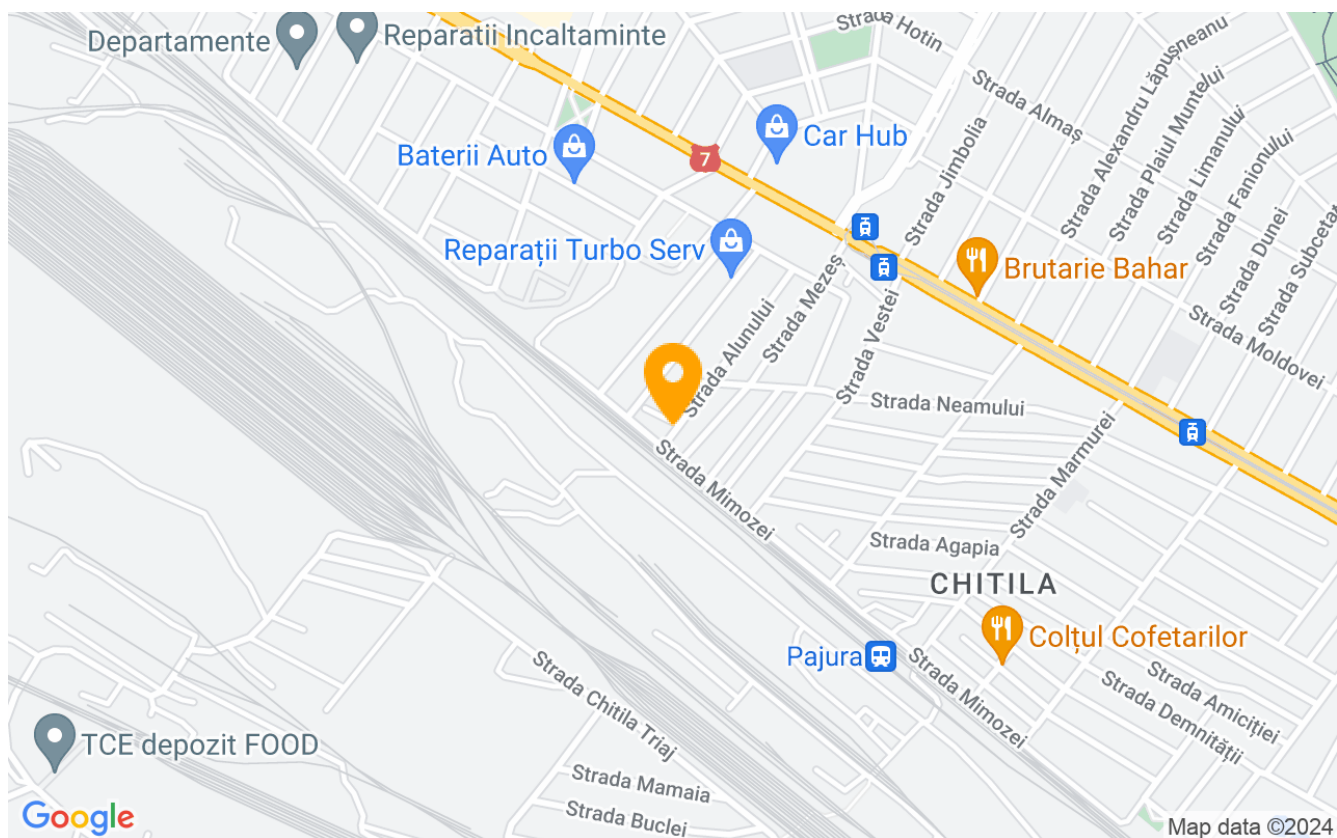 Departamente
Reparatii Incaltaminte
Strada Hotin
Strada Almaș
Strada Alexandru Lăpușneanu
Strada Plaiul Muntelui
Strada Limanului
Strada Fanionului
Strada Dunei
Strada Subcetat
Strada Jimbolia
Car Hub
7
Baterii Auto
Reparații Turbo Serv
Brutarie Bahar
Strada Moldovei
Strada Alunului
Strada Mezeș
Strada Vestei
Strada Neamului
Strada Marmurei
Strada Mimozei
Strada Agapia
CHITILA
Colțul Cofetarilor
Pajura
Strada Mimozei
Strada Amiciției
Strada Demnității
Strada Chitila Triaj
TCE depozit FOOD
Strada Mamaia
Strada Buclei
Google
Map data ©2024